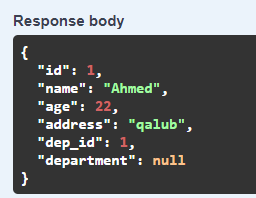 Response body
{
  "id": 1,
  "name": "Ahmed",
  "age": 22,
  "address": "qalub",
  "dep_id": 1,
  "department": null
}